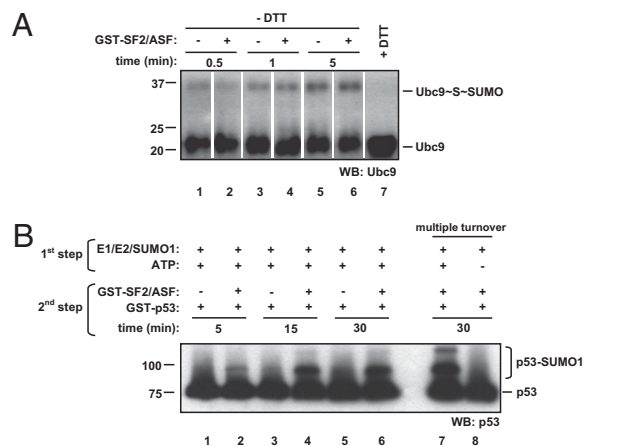 A
- DTT
GST-SF2/ASF: - + - + - + + DTT
time (min): 0.5 1 5
37
Ubc9~S~SUMO
25
20
Ubc9
WB: Ubc9
1 2 3 4 5 6 7
B
multiple turnover
1st step E1/E2/SUMO1: + + + + + + + +
ATP: + + + + + + + -
2nd step GST-SF2/ASF: - + - + - + + +
GST-p53: + + + + + + + +
time (min): 5 15 30 30
100
p53-SUMO1
75
p53
WB: p53
1 2 3 4 5 6 7 8